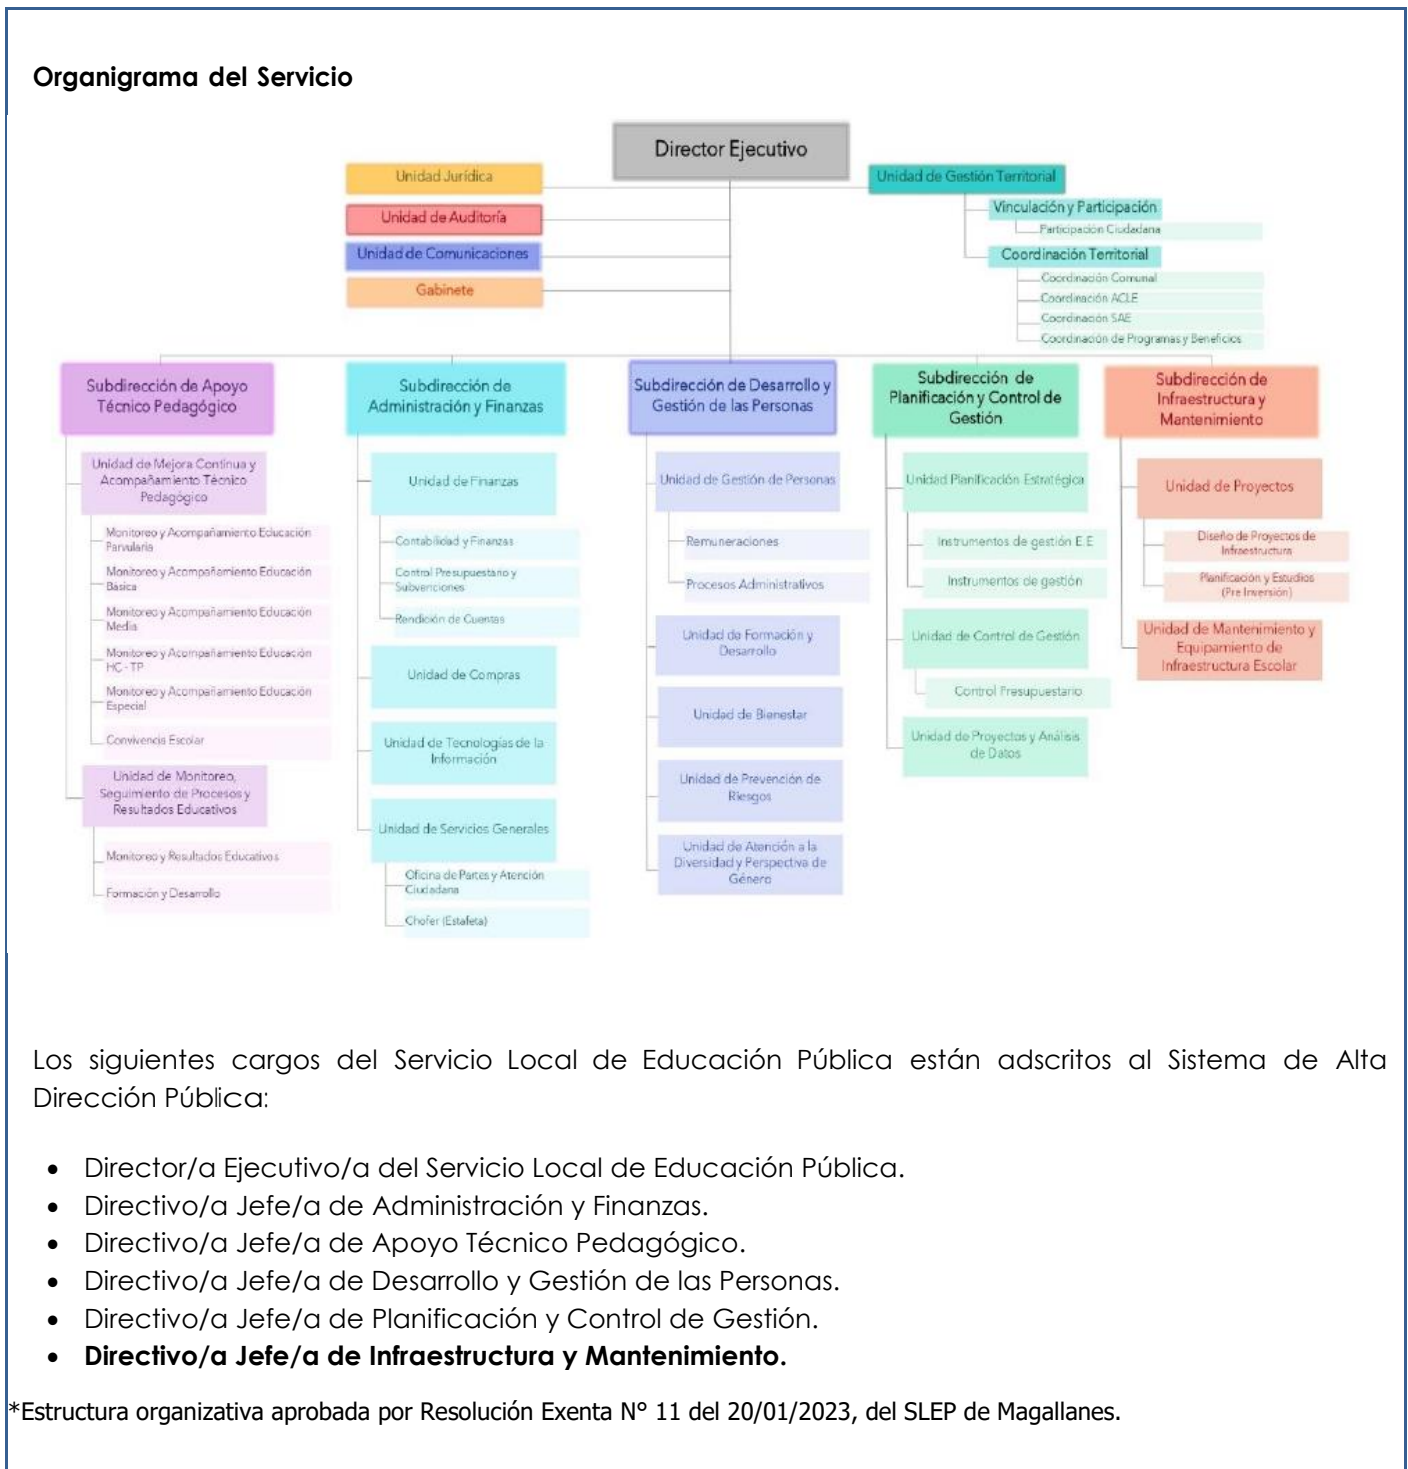 Organigrama del Servicio
Director Ejecutivo
Unidad Jurídica
Unidad de Auditoría
Unidad de Comunicaciones
Gabinete
Unidad de Gestión Territorial
Vinculación y Participación
Participación Ciudadana
Coordinación Territorial
Coordinación Comunal
Coordinación ACLE
Coordinación SAE
Coordinación de Programas y Beneficios
Subdirección de Apoyo
Técnico Pedagógico
Unidad de Mejora Continua y
Acompañamiento Técnico
Pedagógico
Monitoreo y Acompañamiento Educación
Parvularia
Monitoreo y Acompañamiento Educación
Básica
Monitoreo y Acompañamiento Educación
Media
Monitoreo y Acompañamiento Educación
HC - TP
Monitoreo y Acompañamiento Educación
Especial
Convivencia Escolar
Unidad de Monitoreo,
Seguimiento de Procesos y
Resultados Educativos
Monitoreo y Resultados Educativos
Formación y Desarrollo
Subdirección de
Administración y Finanzas
Unidad de Finanzas
Contabilidad y Finanzas
Control Presupuestario y
Subvenciones
Rendición de Cuentas
Unidad de Compras
Unidad de Tecnologías de la
Información
Unidad de Servicios Generales
Oficina de Partes y Atención
Ciudadana
Chofer (Estafeta)
Subdirección de Desarrollo y
Gestión de las Personas
Unidad de Gestión de Personas
Remuneraciones
Procesos Administrativos
Unidad de Formación y
Desarrollo
Unidad de Bienestar
Unidad de Prevención de
Riesgos
Unidad de Atención a la
Diversidad y Perspectiva de
Género
Subdirección de
Planificación y Control de
Gestión
Unidad Planificación Estratégica
Instrumentos de gestión E.E
Instrumentos de gestión
Unidad de Control de Gestión
Control Presupuestario
Unidad de Proyectos y Análisis
de Datos
Subdirección de
Infraestructura y
Mantenimiento
Unidad de Proyectos
Diseño de Proyectos de
Infraestructura
Planificación y Estudios
(Pre Inversión)
Unidad de Mantenimiento y
Equipamiento de
Infraestructura Escolar
Los siguientes cargos del Servicio Local de Educación Pública están adscritos al Sistema de Alta
Dirección Pública:
• Director/a Ejecutivo/a del Servicio Local de Educación Pública.
• Directivo/a Jefe/a de Administración y Finanzas.
• Directivo/a Jefe/a de Apoyo Técnico Pedagógico.
• Directivo/a Jefe/a de Desarrollo y Gestión de las Personas.
• Directivo/a Jefe/a de Planificación y Control de Gestión.
• Directivo/a Jefe/a de Infraestructura y Mantenimiento.
*Estructura organizativa aprobada por Resolución Exenta N° 11 del 20/01/2023, del SLEP de Magallanes.